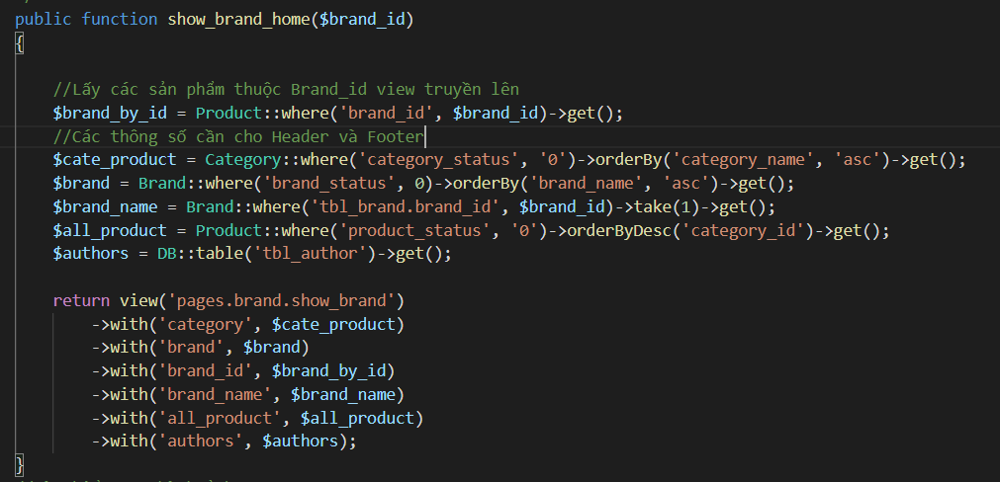 public function show_brand_home($brand_id)
{
//Lấy các sản phẩm thuộc Brand_id view truyền lên
$brand_by_id = Product::where('brand_id', $brand_id)->get();
//Các thông số cần cho Header và Footer
$cate_product = Category::where('category_status', '0')->orderBy('category_name', 'asc')->get();
$brand = Brand::where('brand_status', 0)->orderBy('brand_name', 'asc')->get();
$brand_name = Brand::where('tbl_brand.brand_id', $brand_id)->take(1)->get();
$all_product = Product::where('product_status', '0')->orderByDesc('category_id')->get();
$authors = DB::table('tbl_author')->get();
return view('pages.brand.show_brand')
->with('category', $cate_product)
->with('brand', $brand)
->with('brand_id', $brand_by_id)
->with('brand_name', $brand_name)
->with('all_product', $all_product)
->with('authors', $authors);
}